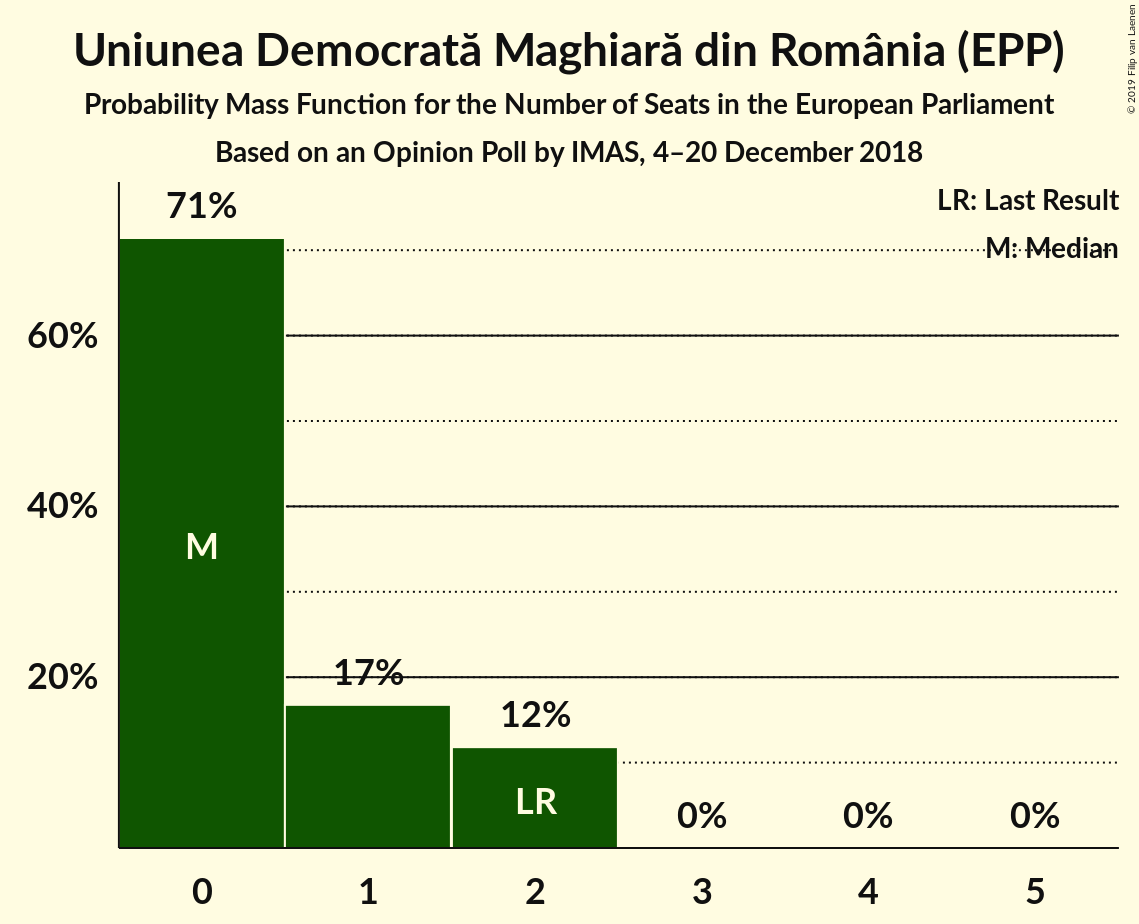 Uniunea Democrată Maghiară din România (EPP)
Probability Mass Function for the Number of Seats in the European Parliament
Based on an Opinion Poll by IMAS, 4–20 December 2018
© 2019 Filip van Laenen
LR: Last Result
M: Median
71%
60%
40%
M
20%
17%
12%
LR
0%
0%
0%
0
1
2
3
4
5